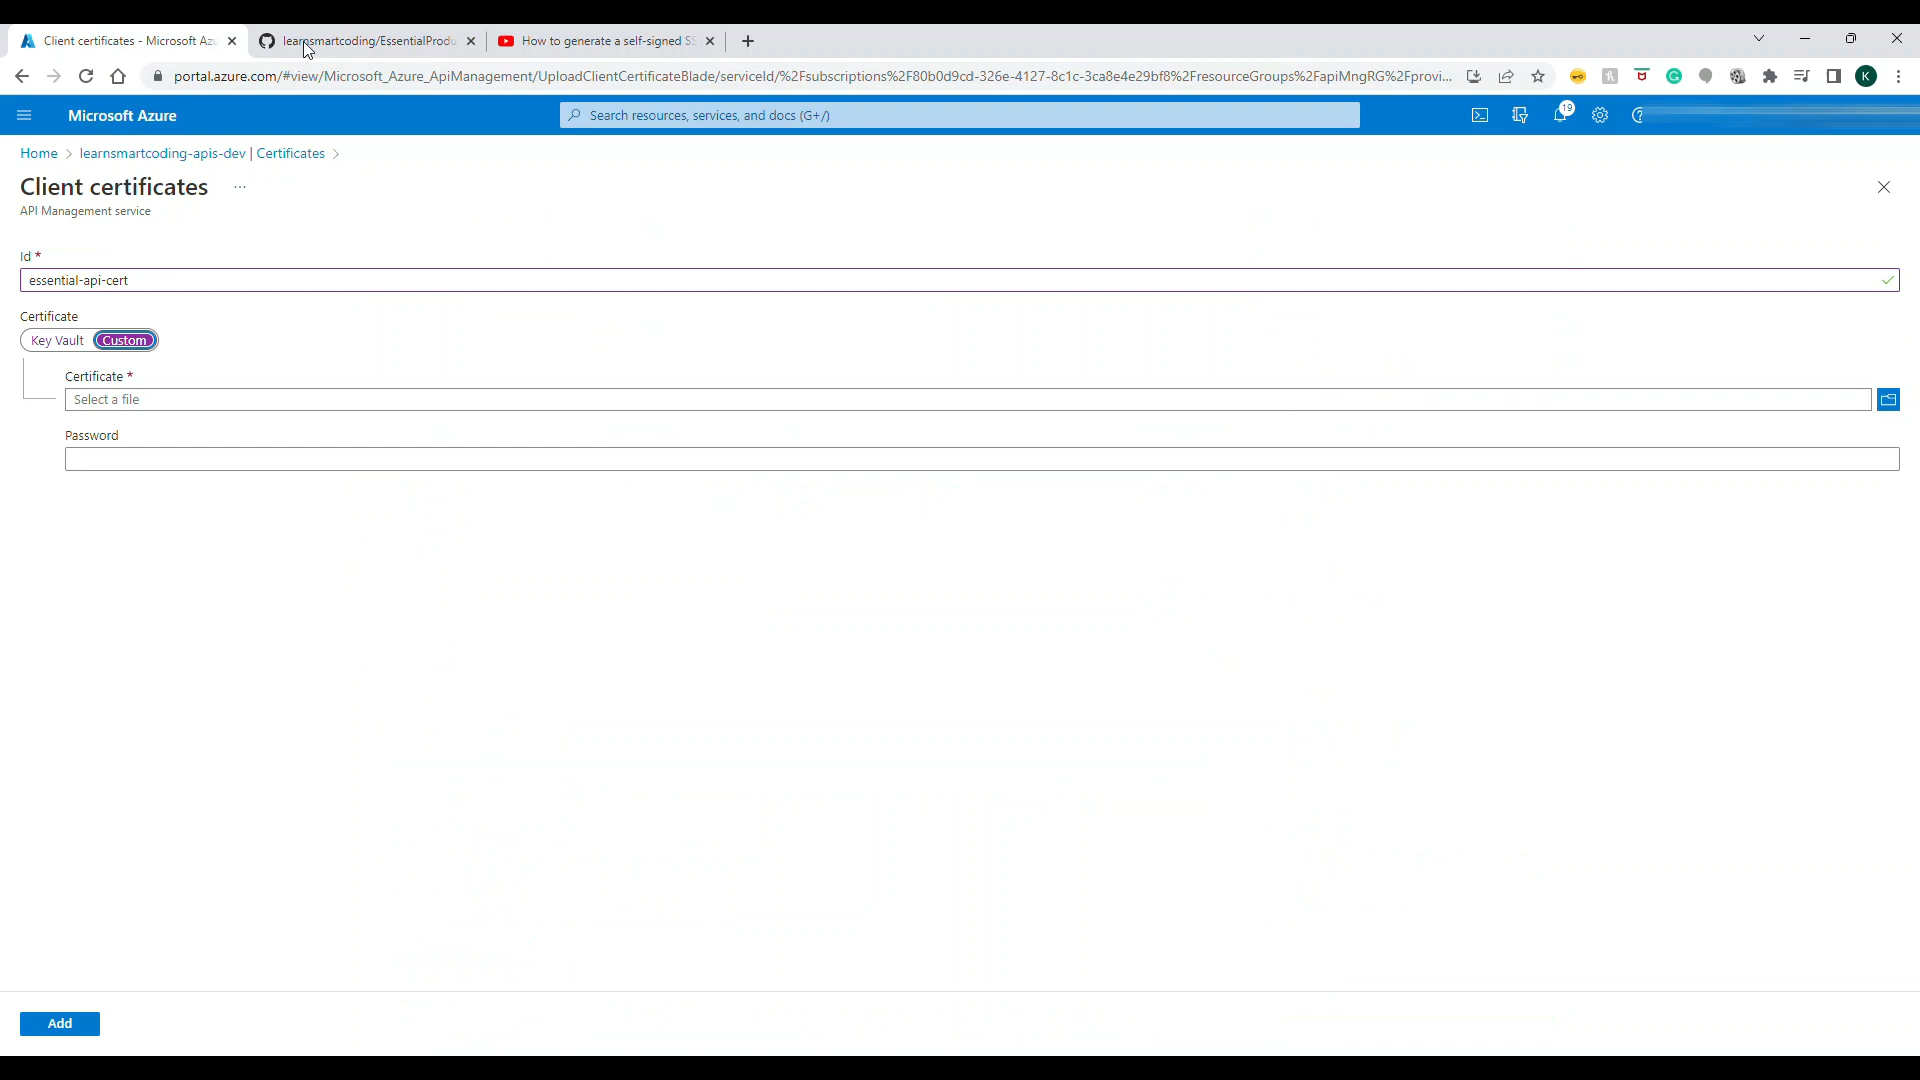 Client certificates - Microsoft Az
learnsmartcoding/EssentialProdu
How to generate a self-signed SS
portal.azure.com/#view/Microsoft_Azure_ApiManagement/UploadClientCertificateBlade/serviceId/%2Fsubscriptions%2F80b0d9cd-326e-4127-8c1c-3ca8e4e29bf8%2FresourceGroups%2FapiMngRG%2Fprovi...
K
Microsoft Azure
Search resources, services, and docs (G+/)
19
Home > learnsmartcoding-apis-dev | Certificates >
Client certificates ...
API Management service
Id *
essential-api-cert
Certificate
Key Vault Custom
Certificate *
Select a file
Password
Add